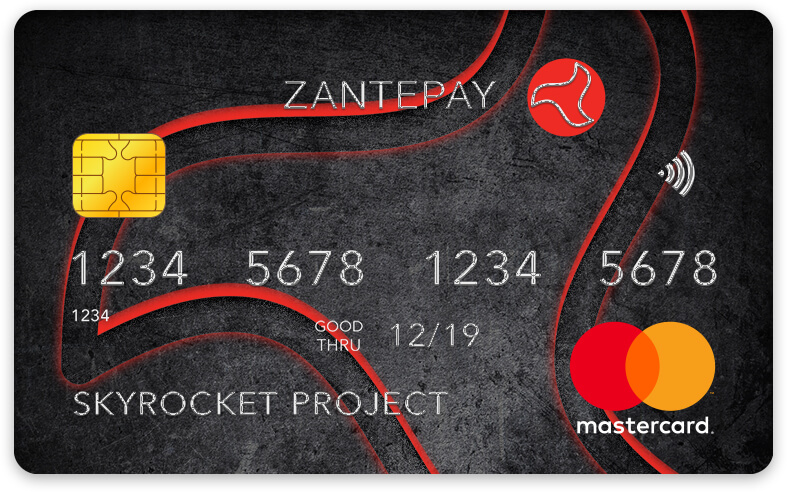 ZANTEPAY
1234 5678 1234 5678
1234
GOOD THRU 12/19
SKYROCKET PROJECT
mastercard.